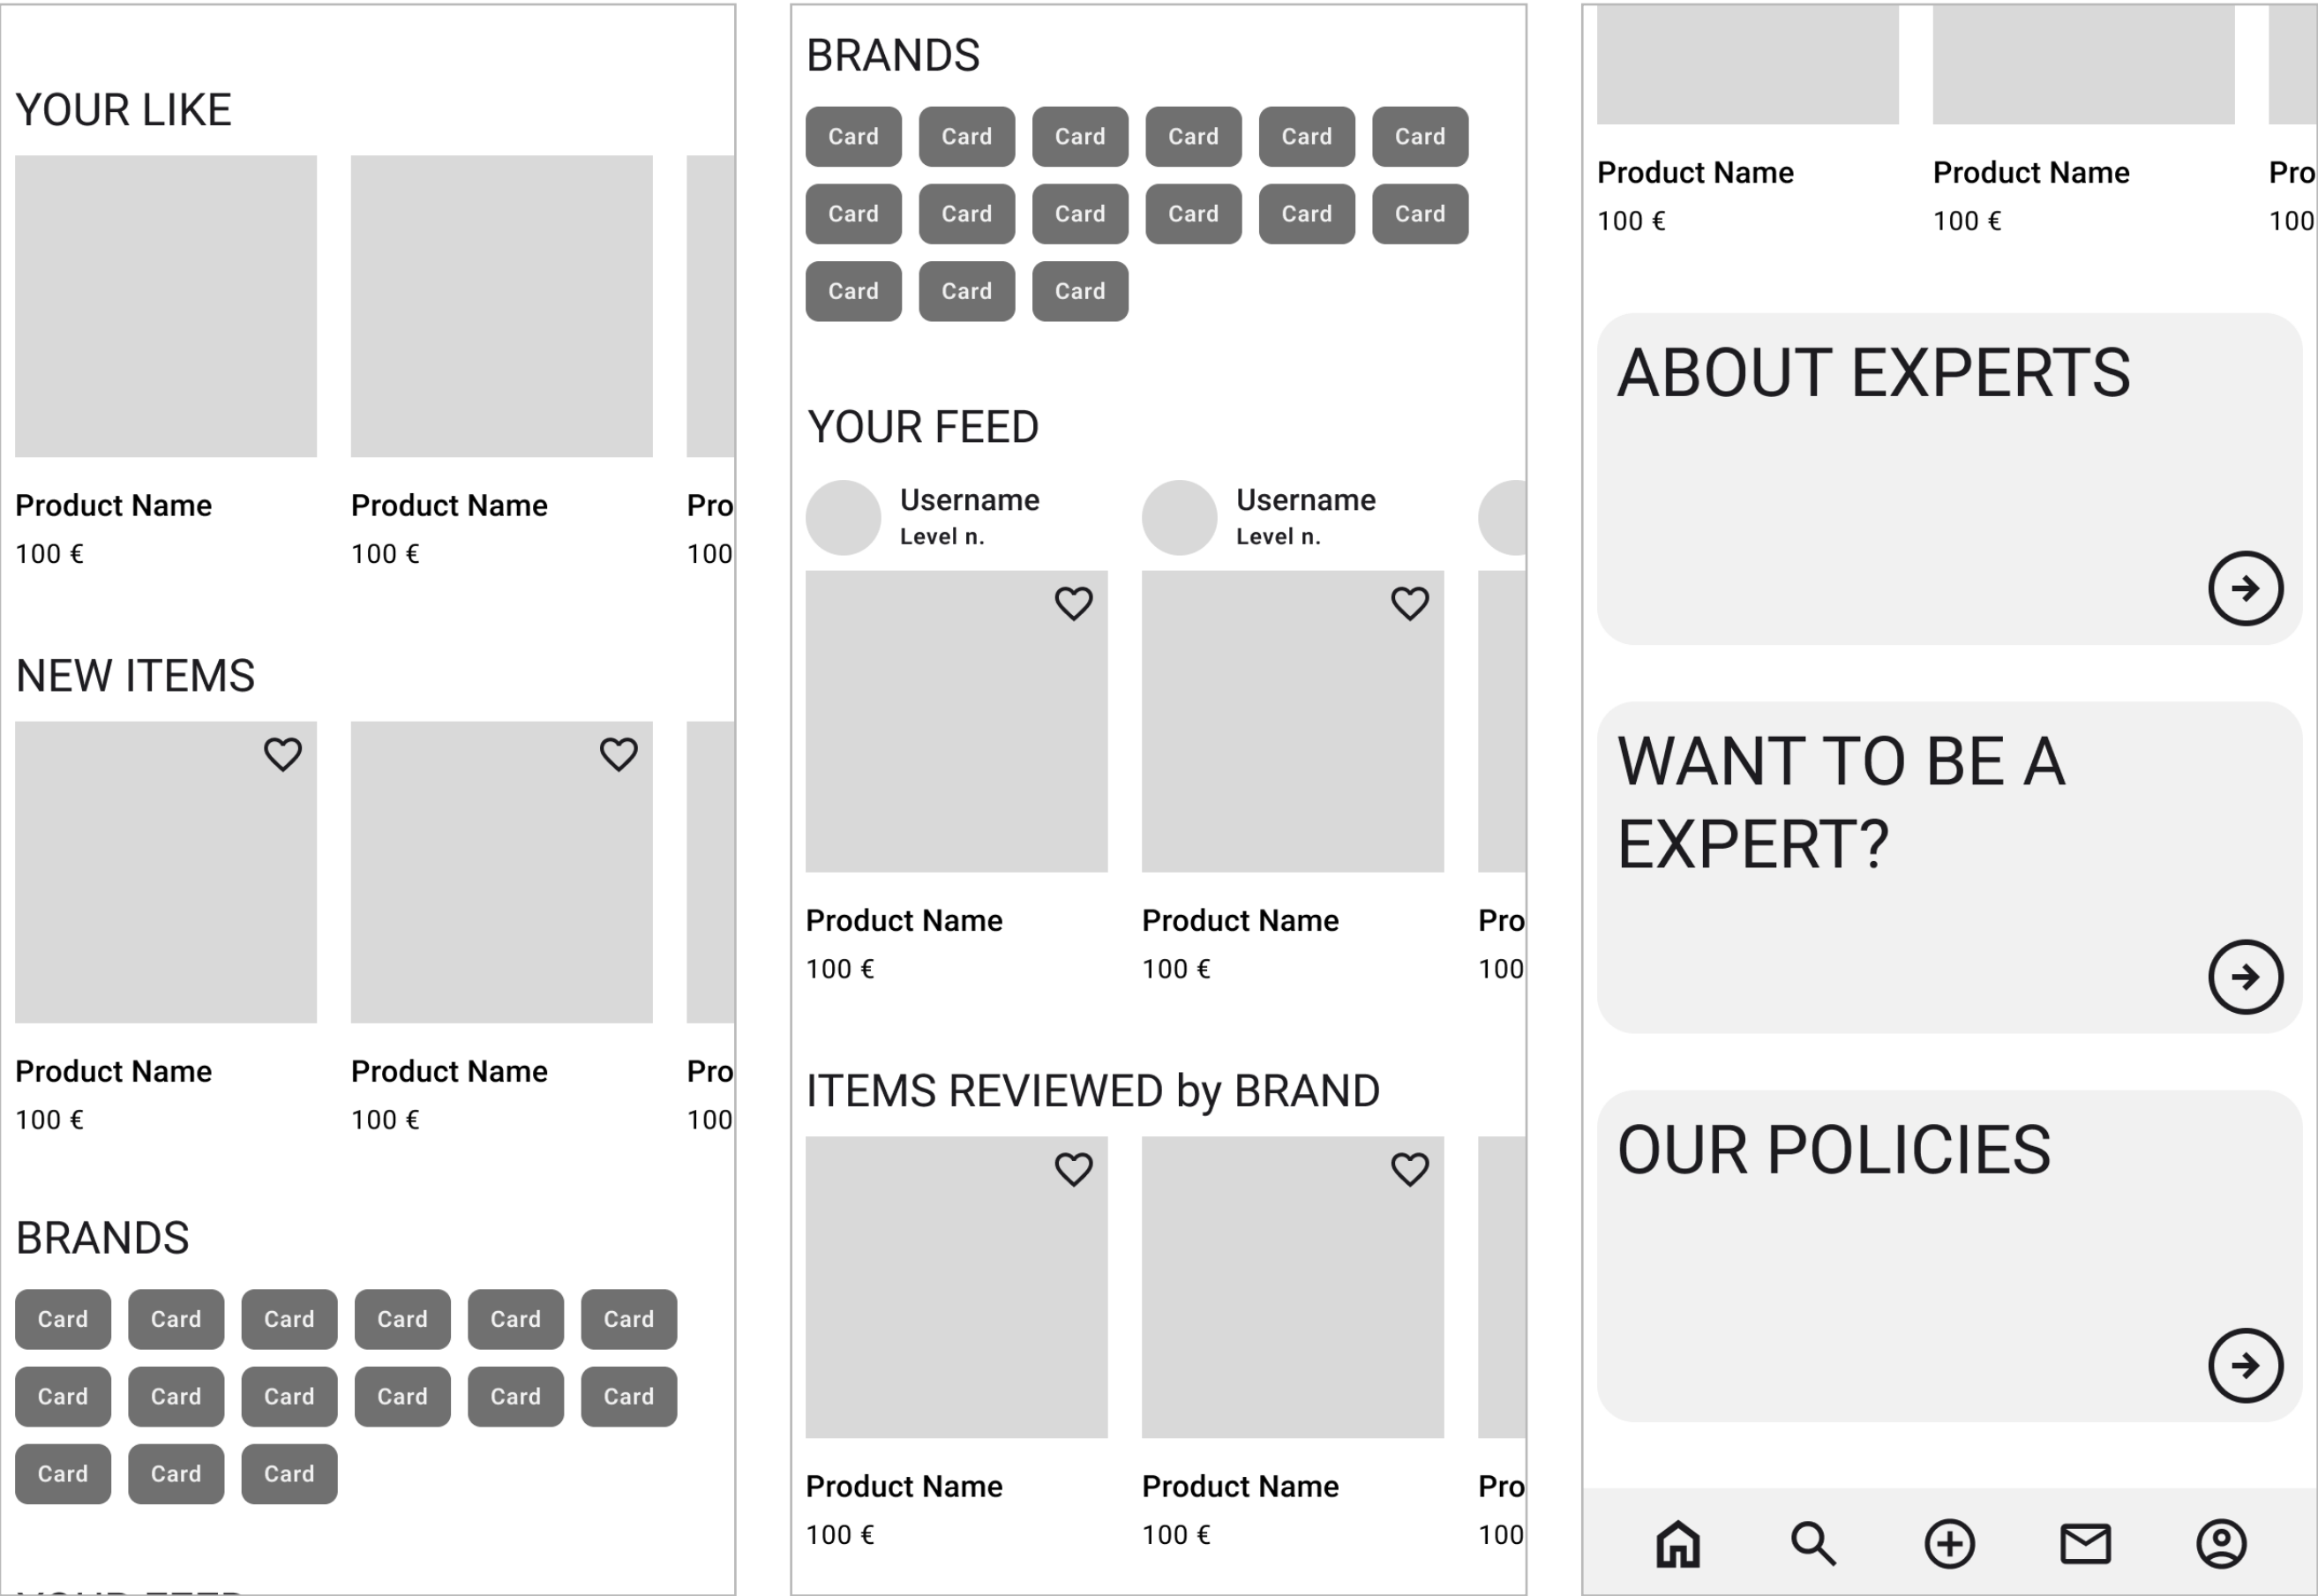 YOUR LIKE
Product Name Product Name Pro
100 € 100 € 100
NEW ITEMS
Product Name Product Name Pro
100 € 100 € 100
BRANDS
Card Card Card Card Card Card
Card Card Card Card Card Card
Card Card Card
YOUR FEED
BRANDS
Card Card Card Card Card Card
Card Card Card Card Card Card
Card Card Card
YOUR FEED
Username Username
Level n. Level n.
Product Name Product Name Pro
100 € 100 € 100
ITEMS REVIEWED by BRAND
Product Name Product Name Pro
100 € 100 € 100
Product Name Product Name Pro
100 € 100 € 100
ABOUT EXPERTS
WANT TO BE A
EXPERT?
OUR POLICIES